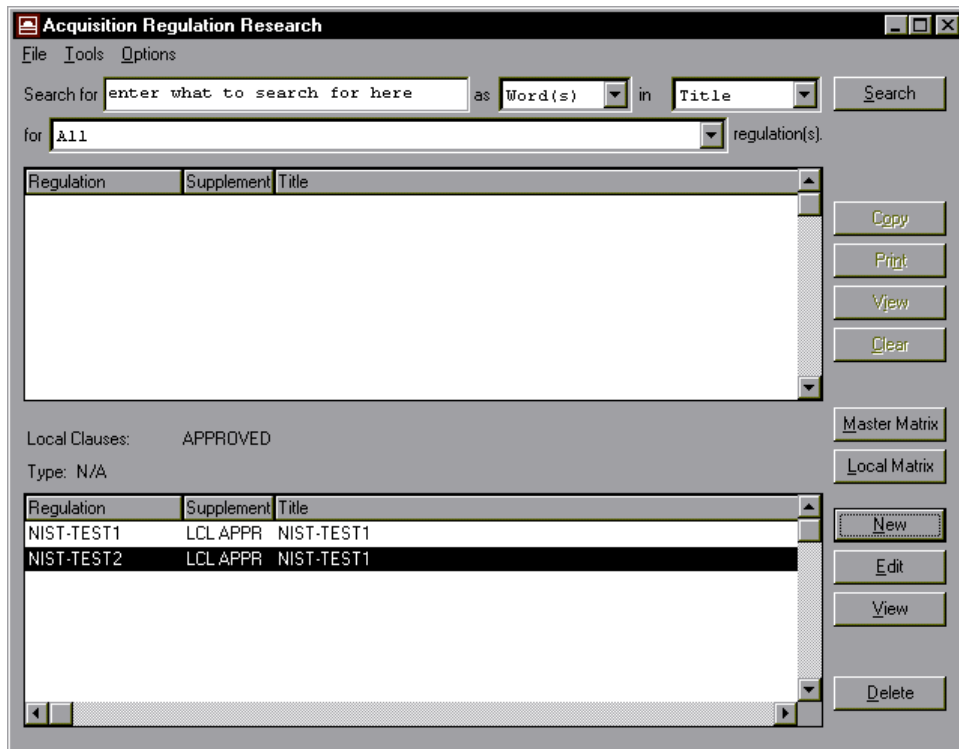 Acquisition Regulation Research
File Tools Options
Search for enter what to search for here as Word(s) in Title Search
for All regulation(s).
Regulation Supplement Title
Copy
Print
View
Clear
Master Matrix
Local Clauses: APPROVED
Local Matrix
Type: N/A
Regulation Supplement Title
NIST-TEST1 LCL APPR NIST-TEST1
NIST-TEST2 LCL APPR NIST-TEST1
New
Edit
View
Delete